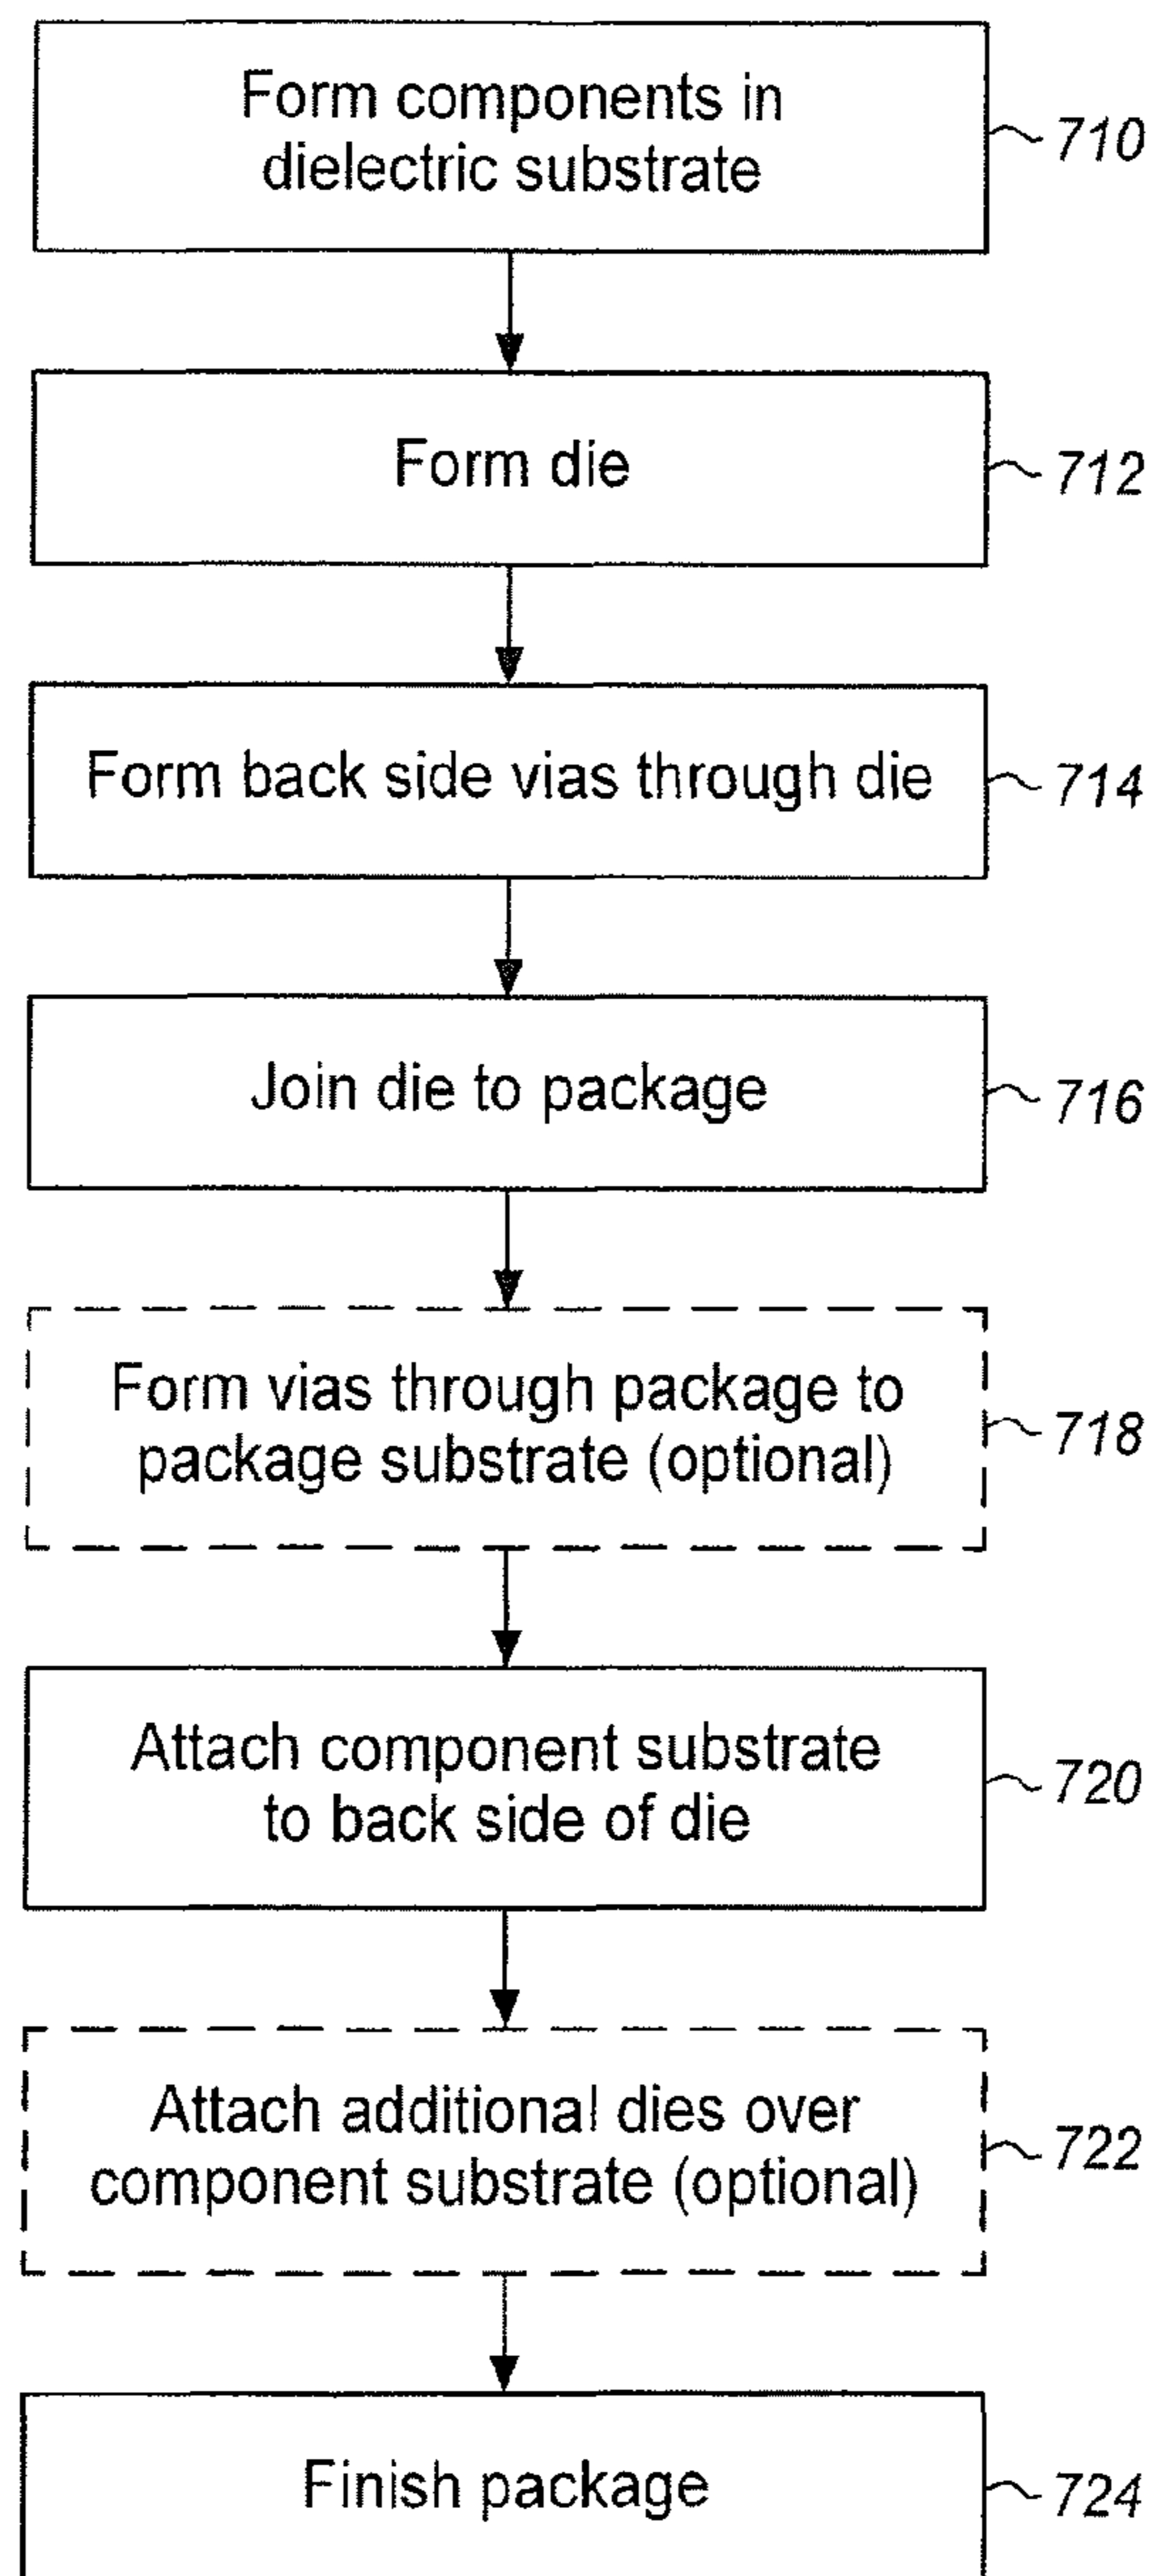 Form components in
dielectric substrate
710
Form die
712
Form back side vias through die
714
Join die to package
716
Form vias through package to
package substrate (optional)
718
Attach component substrate
to back side of die
720
Attach additional dies over
component substrate (optional)
722
Finish package
724